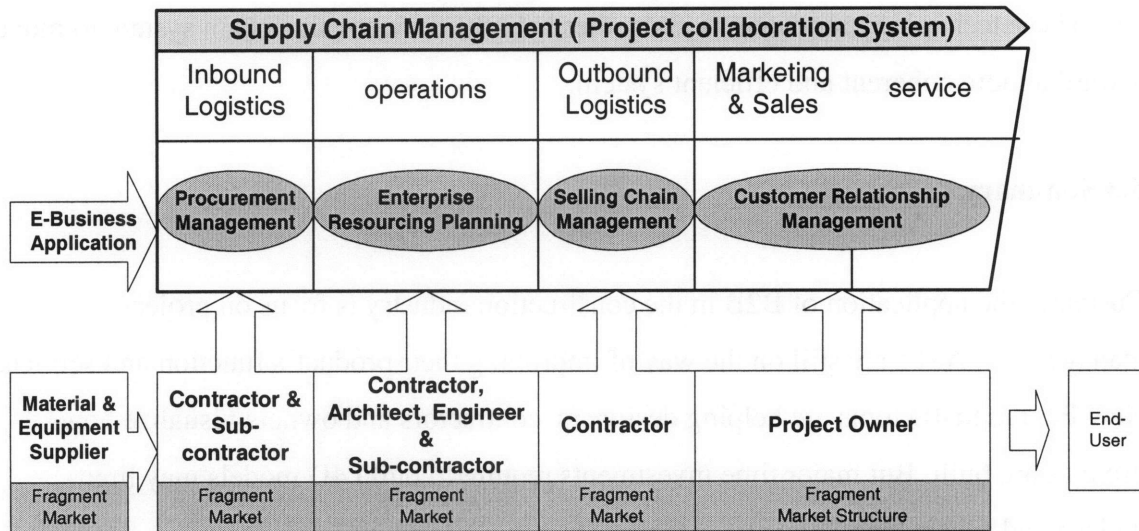 Supply Chain Management ( Project collaboration System)
Inbound
Logistics
operations
Outbound
Logistics
Marketing
& Sales
service
E-Business
Application
Procurement
Management
Enterprise
Resourcing Planning
Selling Chain
Management
Customer Relationship
Management
Material &
Equipment
Supplier
Contractor &
Sub-
contractor
Contractor,
Architect, Engineer
&
Sub-contractor
Contractor
Project Owner
End-
User
Fragment
Market
Fragment
Market
Fragment
Market
Fragment
Market
Fragment
Market Structure